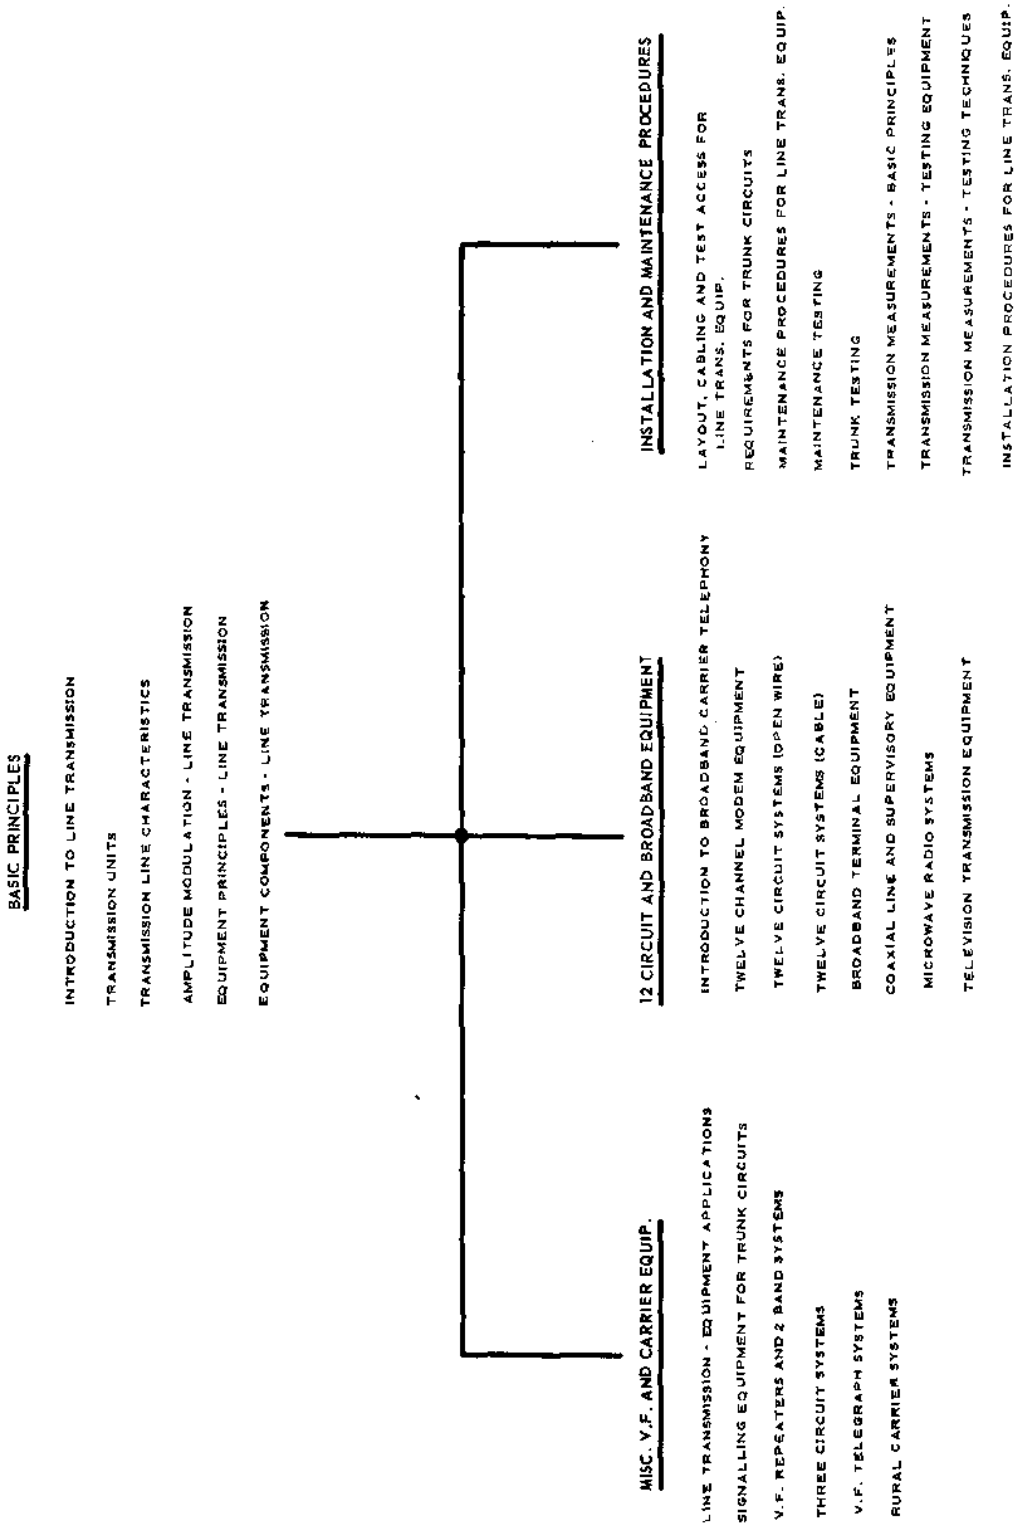 BASIC PRINCIPLES
INTRODUCTION TO LINE TRANSMISSION
TRANSMISSION UNITS
TRANSMISSION LINE CHARACTERISTICS
AMPLITUDE MODULATION - LINE TRANSMISSION
EQUIPMENT PRINCIPLES - LINE TRANSMISSION
EQUIPMENT COMPONENTS - LINE TRANSMISSION
MISC. V.F. AND CARRIER EQUIP.
LINE TRANSMISSION - EQUIPMENT APPLICATIONS
SIGNALLING EQUIPMENT FOR TRUNK CIRCUITS
V.F. REPEATERS AND 2 BAND SYSTEMS
THREE CIRCUIT SYSTEMS
V.F. TELEGRAPH SYSTEMS
RURAL CARRIER SYSTEMS
12 CIRCUIT AND BROADBAND EQUIPMENT
INTRODUCTION TO BROADBAND CARRIER TELEPHONY
TWELVE CHANNEL MODEM EQUIPMENT
TWELVE CIRCUIT SYSTEMS (OPEN WIRE)
TWELVE CIRCUIT SYSTEMS (CABLE)
BROADBAND TERMINAL EQUIPMENT
COAXIAL LINE AND SUPERVISORY EQUIPMENT
MICROWAVE RADIO SYSTEMS
TELEVISION TRANSMISSION EQUIPMENT
INSTALLATION AND MAINTENANCE PROCEDURES
LAYOUT, CABLING AND TEST ACCESS FOR
LINE TRANS. EQUIP.
REQUIREMENTS FOR TRUNK CIRCUITS
MAINTENANCE PROCEDURES FOR LINE TRANS. EQUIP.
MAINTENANCE TESTING
TRUNK TESTING
TRANSMISSION MEASUREMENTS - BASIC PRINCIPLES
TRANSMISSION MEASUREMENTS - TESTING EQUIPMENT
TRANSMISSION MEASUREMENTS - TESTING TECHNIQUES
INSTALLATION PROCEDURES FOR LINE TRANS. EQUIP.